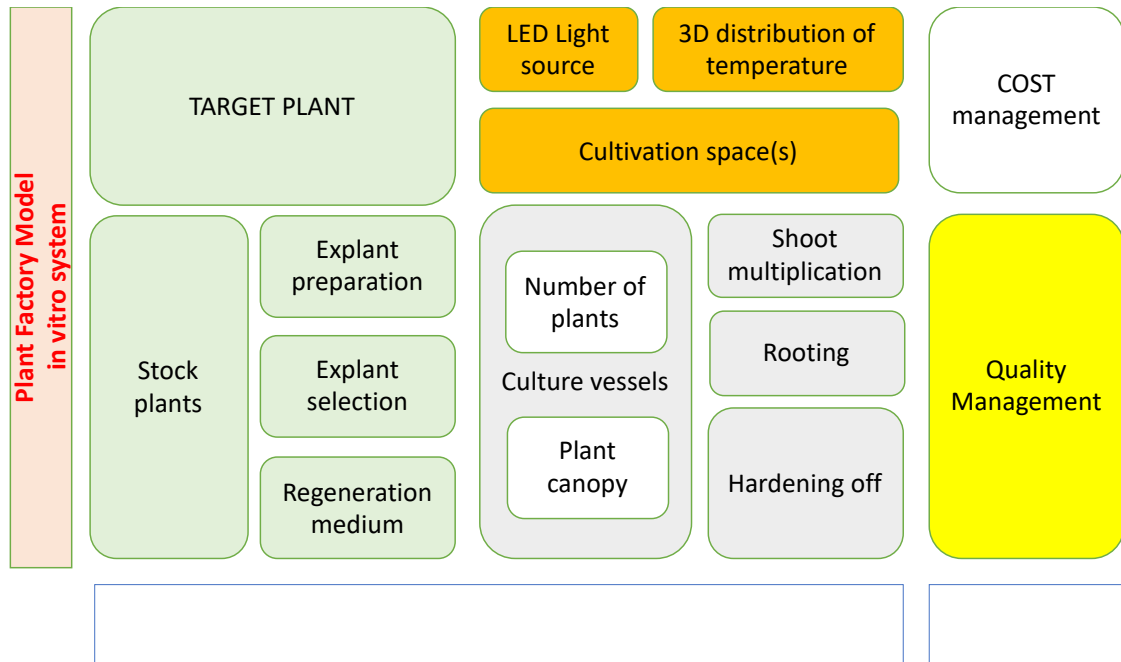 Plant Factory Model
in vitro system
TARGET PLANT
LED Light
source
3D distribution of
temperature
Cultivation space(s)
COST
management
Stock
plants
Explant
preparation
Explant
selection
Regeneration
medium
Number of
plants
Culture vessels
Plant
canopy
Shoot
multiplication
Rooting
Hardening off
Quality
Management